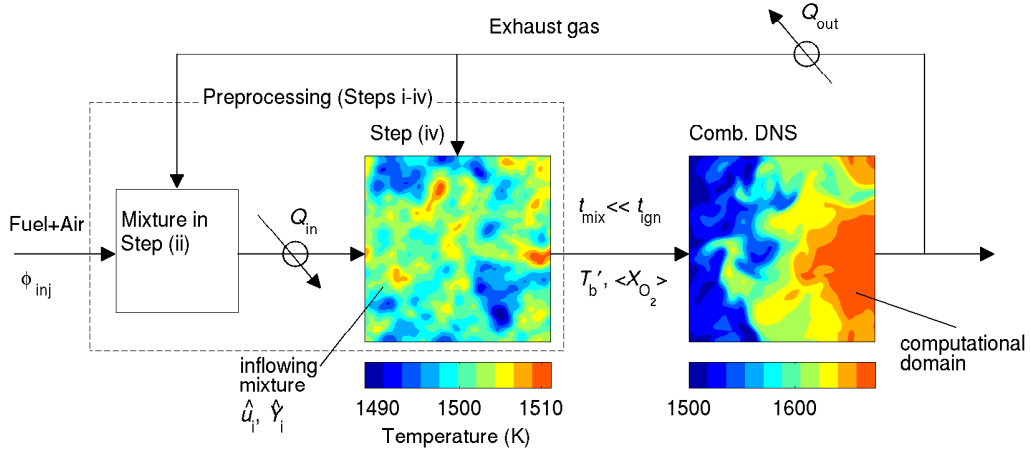 Q_out
Exhaust gas
Preprocessing (Steps i-iv)
Step (iv)
Comb. DNS
Fuel+Air
ϕ_inj
Mixture in
Step (ii)
Q_in
t_mix << t_ign
T_b′, <X_O₂>
inflowing
mixture
û_i, Ŷ_i
computational
domain
1490 1500 1510
Temperature (K)
1500 1600